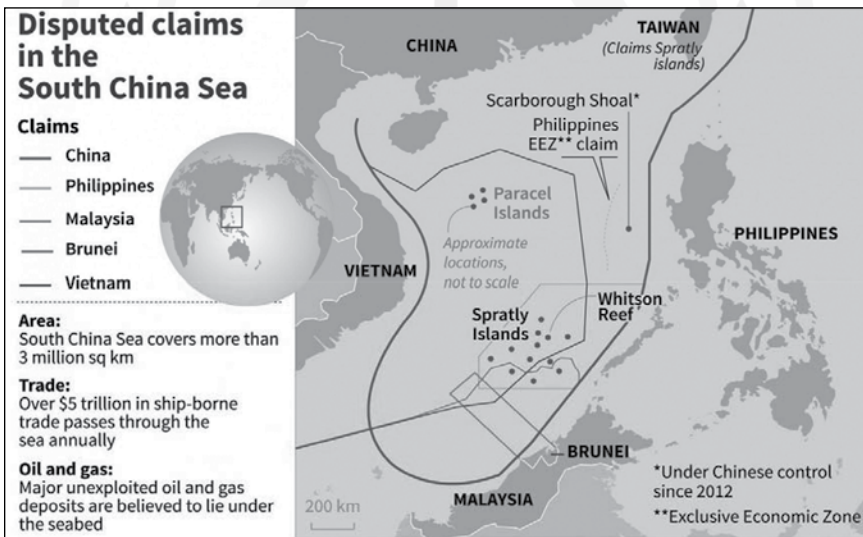 Disputed claims
in the
South China Sea
Claims
China
Philippines
Malaysia
Brunei
Vietnam
Area:
South China Sea covers more than
3 million sq km
Trade:
Over $5 trillion in ship-borne
trade passes through the
sea annually
Oil and gas:
Major unexploited oil and gas
deposits are believed to lie under
the seabed
CHINA
TAIWAN
(Claims Spratly
islands)
Scarborough Shoal*
Philippines
EEZ** claim
Paracel
Islands
Approximate
locations,
not to scale
VIETNAM
PHILIPPINES
Spratly
Islands
Whitson
Reef
BRUNEI
MALAYSIA
200 km
*Under Chinese control
since 2012
**Exclusive Economic Zone